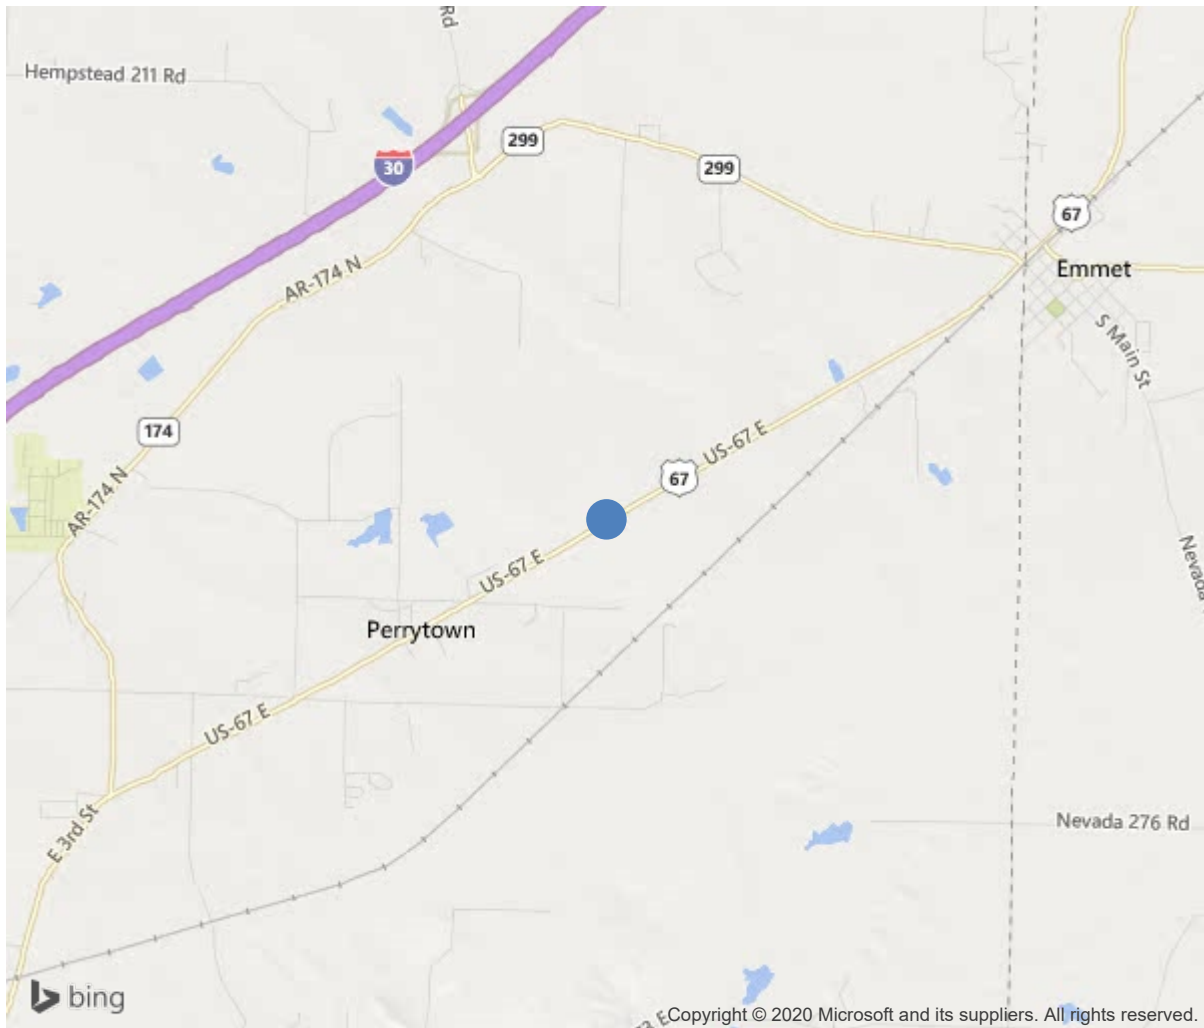 Rd
Hempstead 211 Rd
299
30
299
67
Emmet
AR-174 N
S Main St
174
US-67 E
67
AR-174 N
US-67 E
Nevada
Perrytown
US-67 E
E 3rd St
Nevada 276 Rd
bing
Copyright © 2020 Microsoft and its suppliers. All rights reserved.